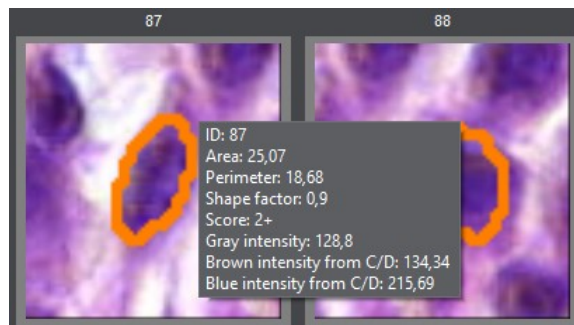 87
88
ID: 87
Area: 25,07
Perimeter: 18,68
Shape factor: 0,9
Score: 2+
Gray intensity: 128,8
Brown intensity from C/D: 134,34
Blue intensity from C/D: 215,69